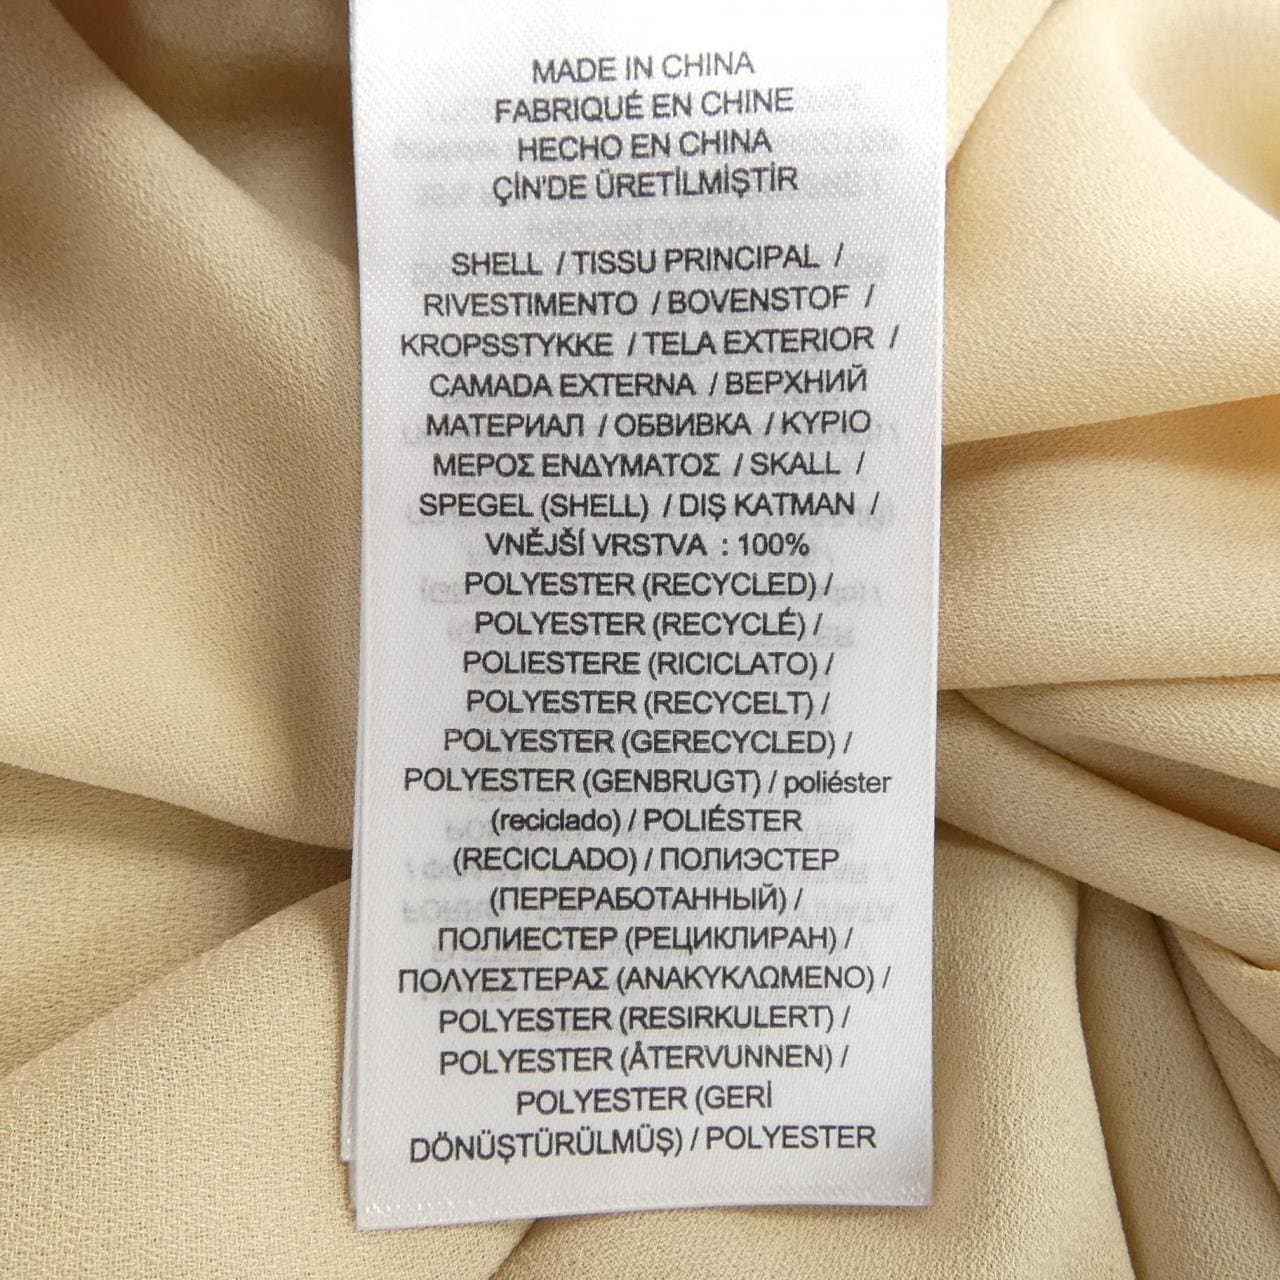 MADE IN CHINA
FABRIQUÉ EN CHINE
HECHO EN CHINA
ÇİN'DE ÜRETİLMİŞTİR
SHELL / TISSU PRINCIPAL /
RIVESTIMENTO / BOVENSTOF /
KROPSSTYKKE / TELA EXTERIOR /
CAMADA EXTERNA / ВЕРХНИЙ
МАТЕРИАЛ / ОБВИВКА / ΚΥΡΙΟ
ΜΕΡΟΣ ΕΝΔΥΜΑΤΟΣ / SKALL /
SPEGEL (SHELL) / DIŞ KATMAN /
VNĚJŠÍ VRSTVA : 100%
POLYESTER (RECYCLED) /
POLYESTER (RECYCLÉ) /
POLIESTERE (RICICLATO) /
POLYESTER (RECYCELT) /
POLYESTER (GERECYCLED) /
POLYESTER (GENBRUGT) / poliéster
(reciclado) / POLIÉSTER
(RECICLADO) / ПОЛИЭСТЕР
(ПЕРЕРАБОТАННЫЙ) /
ПОЛИЕСТЕР (РЕЦИКЛИРАН) /
ΠΟΛΥΕΣΤΕΡΑΣ (ΑΝΑΚΥΚΛΩΜΕΝΟ) /
POLYESTER (RESIRKULERT) /
POLYESTER (ÅTERVUNNEN) /
POLYESTER (GERİ
DÖNÜŞTÜRÜLMÜŞ) / POLYESTER